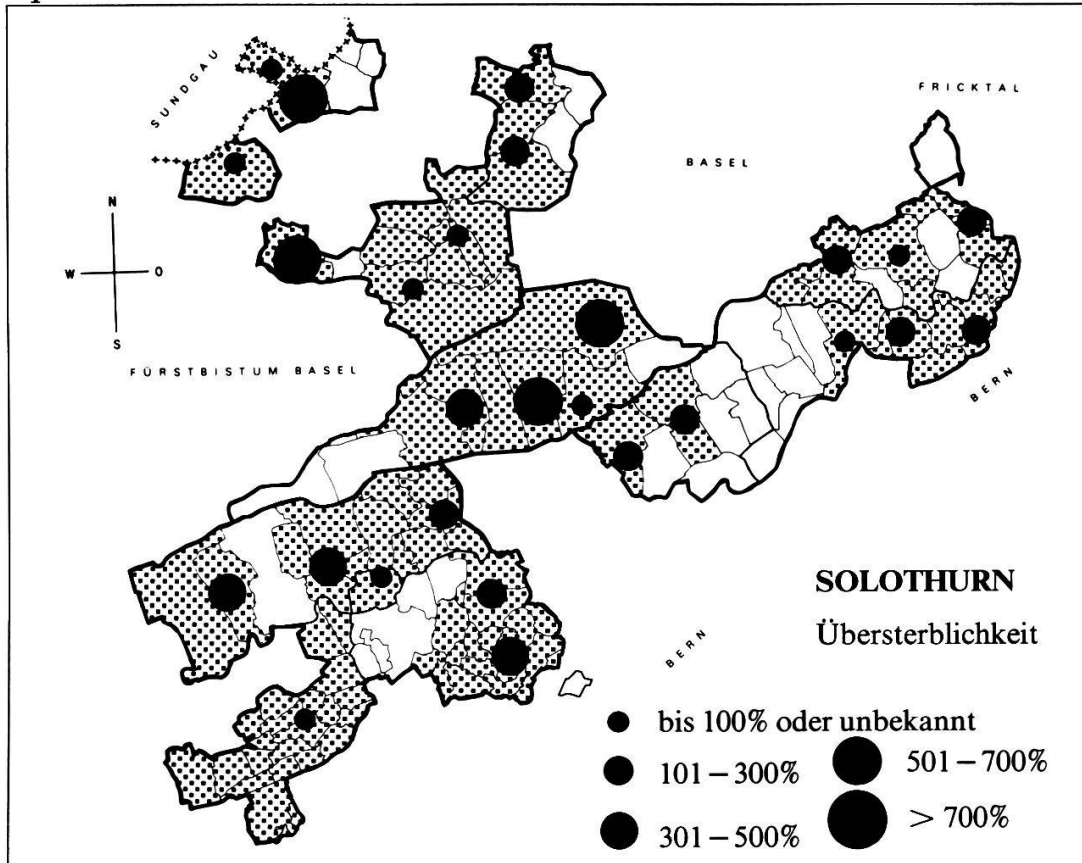 SUNDGAU
FRICKTAL
BASEL
N
W
O
S
FÜRSTBISTUM BASEL
BERN
SOLOTHURN
Übersterblichkeit
BERN
bis 100% oder unbekannt
101–300%
501–700%
301–500%
> 700%